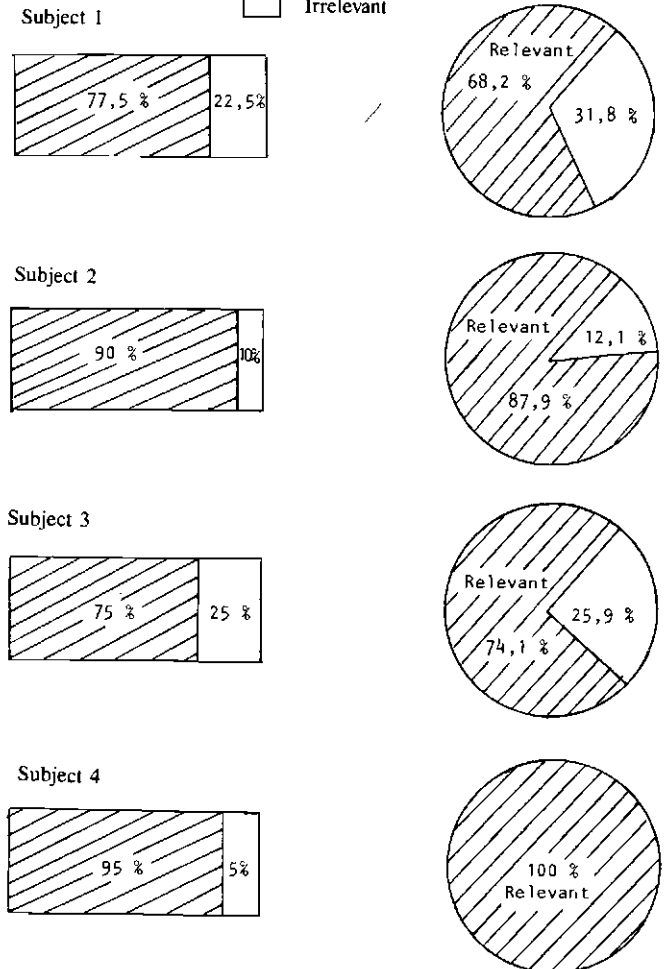 Irrelevant
Subject 1
77,5 % 22,5%
Relevant
68,2 %
31,8 %
Subject 2
90 % 10%
Relevant
12,1 %
87,9 %
Subject 3
75 % 25 %
Relevant
25,9 %
74,1 %
Subject 4
95 % 5%
100 %
Relevant